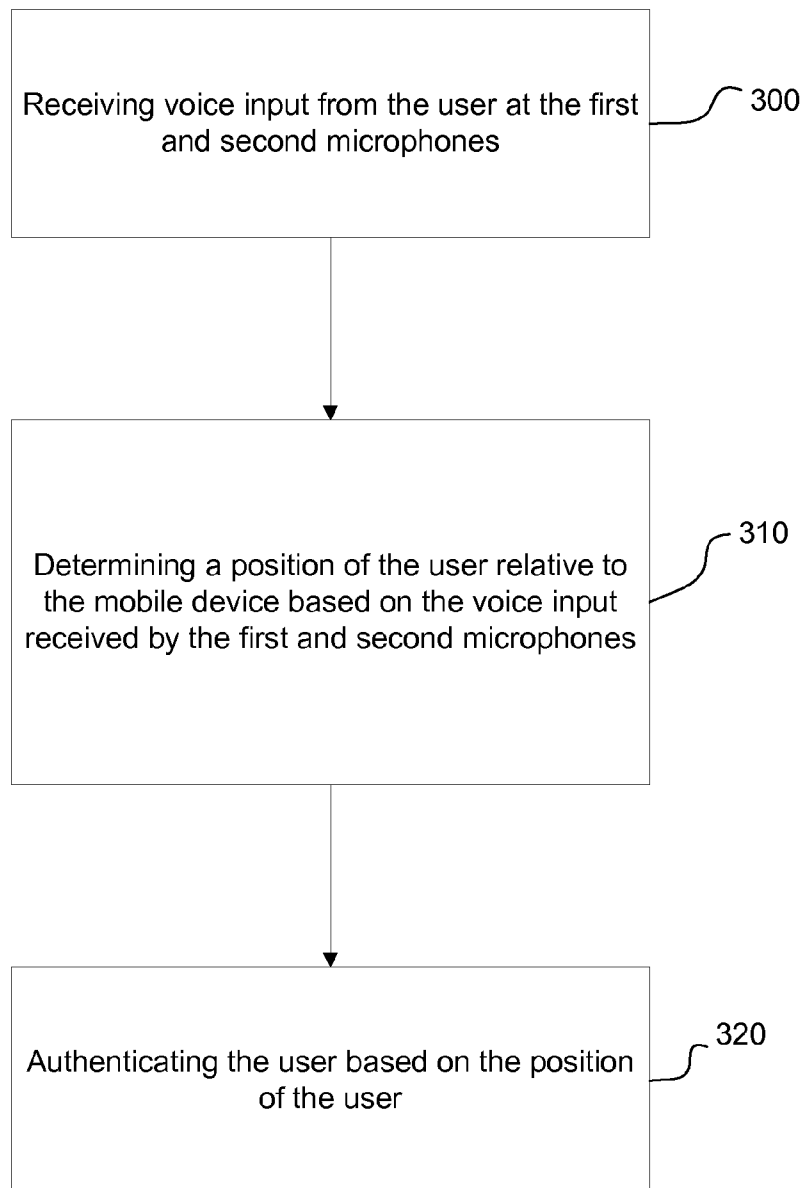 Receiving voice input from the user at the first
and second microphones
300
Determining a position of the user relative to
the mobile device based on the voice input
received by the first and second microphones
310
Authenticating the user based on the position
of the user
320